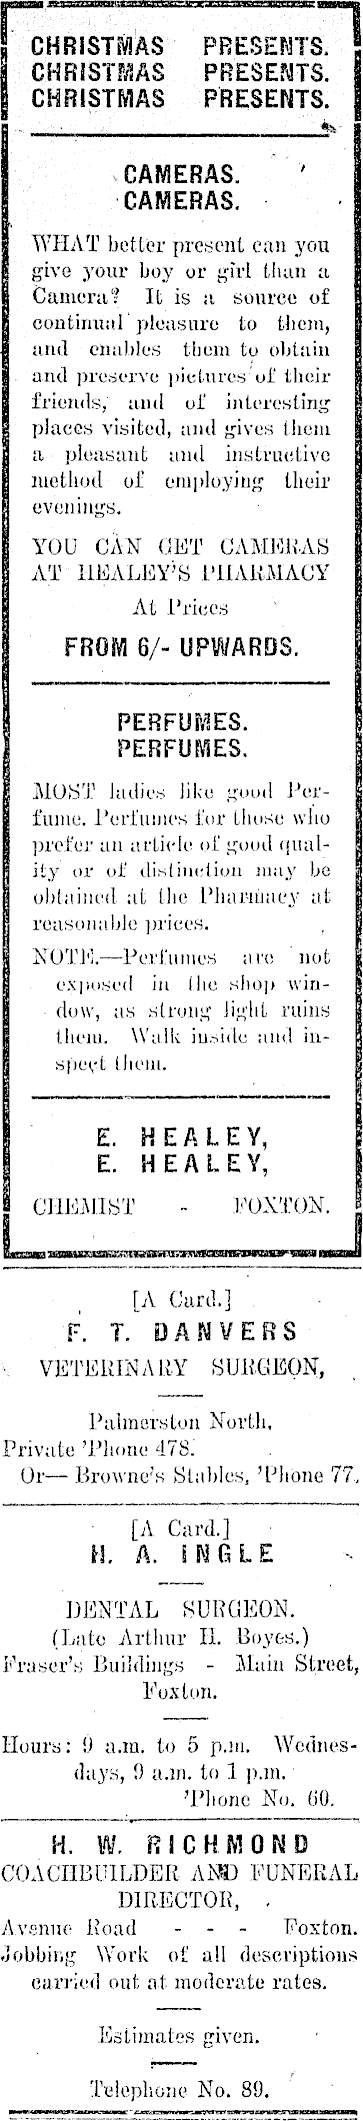 CHRISTMAS PRESENTS.
CHRISTMAS PRESENTS.
CHRISTMAS PRESENTS.
CAMERAS.
CAMERAS.
WHAT better present can you
give your boy or girl than a
Camera? It is a source of
continual pleasure to them,
and enables them to obtain
and preserve pictures of their
friends, and of interesting
places visited, and gives them
a pleasant and instructive
method of employing their
evenings.
YOU CAN GET CAMERAS
AT HEALEY'S PHARMACY
At Prices
FROM 6/- UPWARDS.
PERFUMES.
PERFUMES.
MOST ladies like good Per-
fume. Perfumes for those who
prefer an article of good qual-
ity or of distinction may be
obtained at the Pharmacy at
reasonable prices.
NOTE.—Perfumes are not
exposed in the shop win-
dow, as strong light ruins
them. Walk inside and in-
spect them.
E. HEALEY,
E. HEALEY,
CHEMIST - FOXTON.
[A Card.]
F. T. DANVERS
VETERINARY SURGEON,
Palmerston North,
Private 'Phone 478.
Or— Browne's Stables, 'Phone 77.
[A Card.]
H. A. INGLE
DENTAL SURGEON.
(Late Arthur H. Boyes.)
Fraser's Buildings - Main Street,
Foxton.
Hours: 9 a.m. to 5 p.m. Wednes-
days, 9 a.m. to 1 p.m.
'Phone No. 60.
H. W. RICHMOND
COACHBUILDER AND FUNERAL
DIRECTOR,
Avenue Road - - - Foxton.
Jobbing Work of all descriptions
carried out at moderate rates.
Estimates given.
Telephone No. 89.